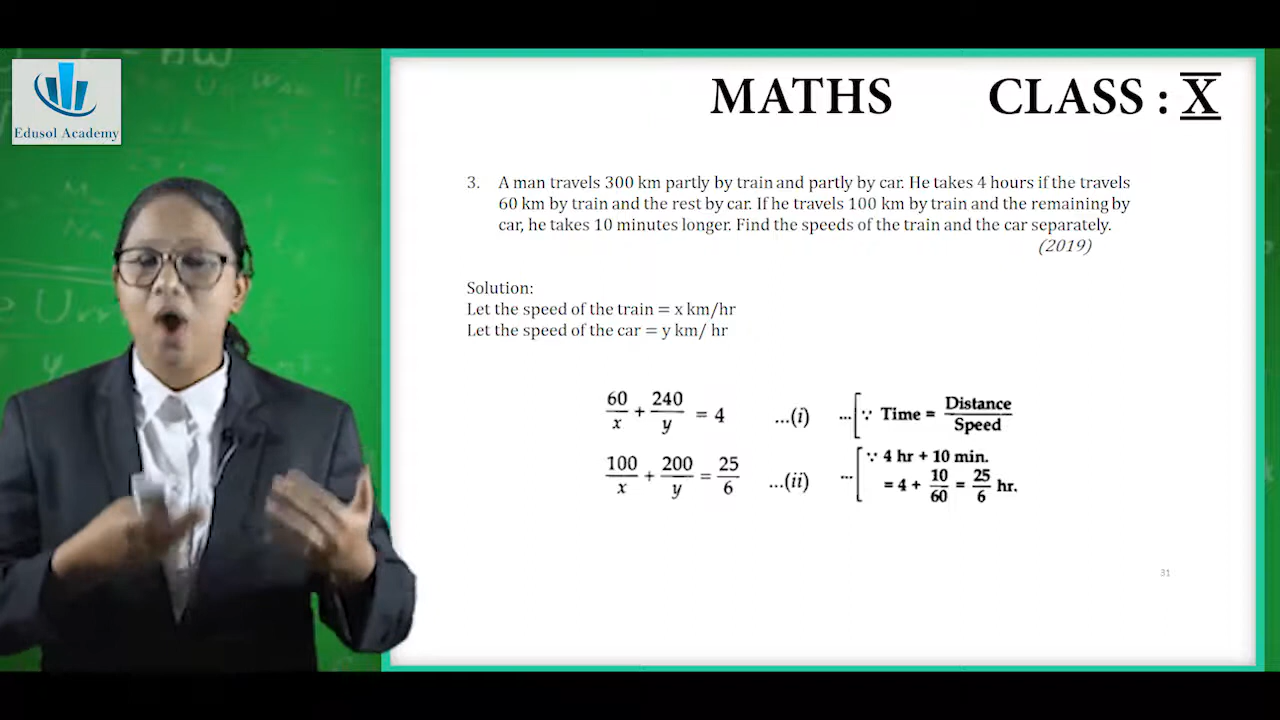 Edusol Academy
MATHS CLASS : X
3. A man travels 300 km partly by train and partly by car. He takes 4 hours if the travels
60 km by train and the rest by car. If he travels 100 km by train and the remaining by
car, he takes 10 minutes longer. Find the speeds of the train and the car separately.
(2019)
Solution:
Let the speed of the train = x km/hr
Let the speed of the car = y km/ hr
60/x + 240/y = 4 ...(i) ...[∵ Time = Distance/Speed
100/x + 200/y = 25/6 ...(ii) ...[∵ 4 hr + 10 min.
= 4 + 10/60 = 25/6 hr.
31